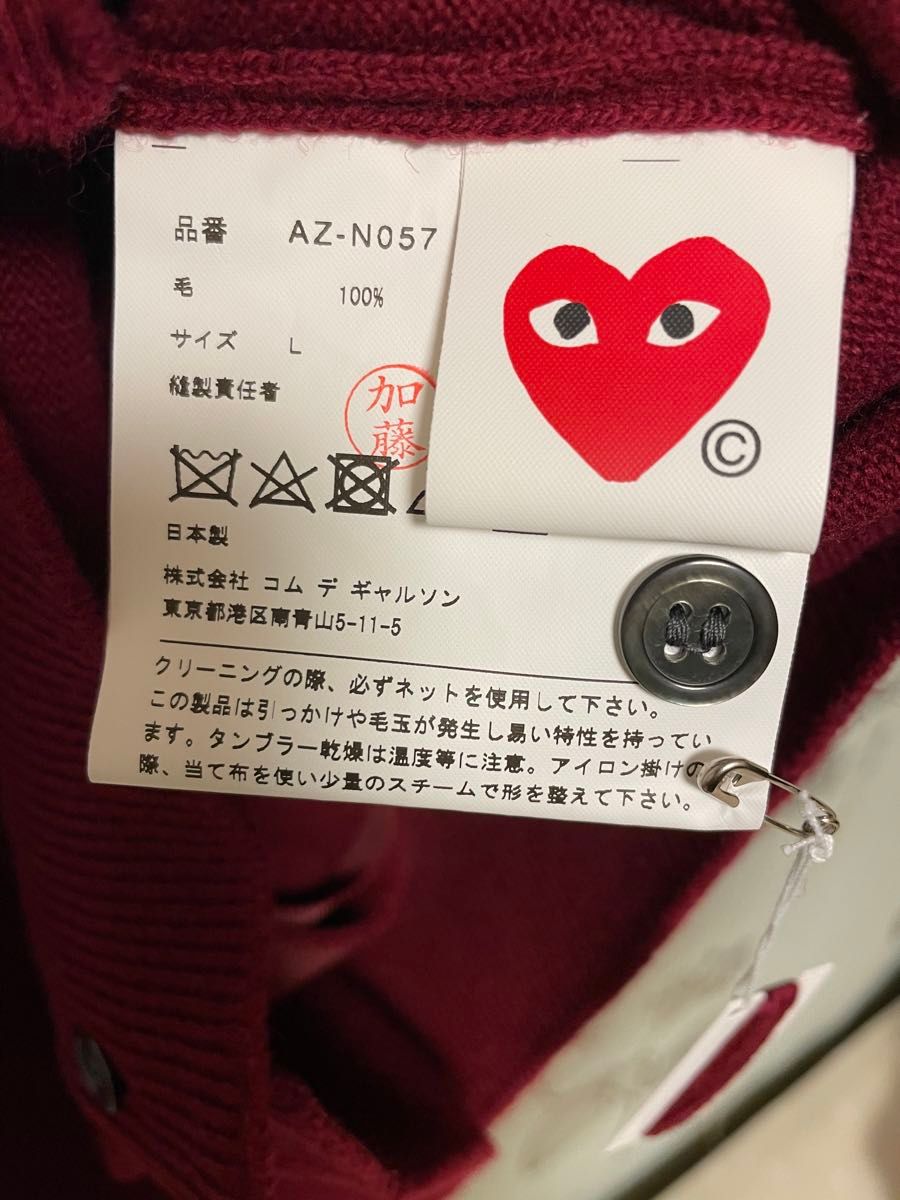 品番 AZ-N057
毛 100%
サイズ L
縫製責任者
加藤
©
日本製
株式会社 コム デ ギャルソン
東京都港区南青山5-11-5
クリーニングの際、必ずネットを使用して下さい。
この製品は引っかけや毛玉が発生し易い特性を持ってい
ます。タンブラー乾燥は温度等に注意。アイロン掛けの
際、当て布を使い少量のスチームで形を整えて下さい。